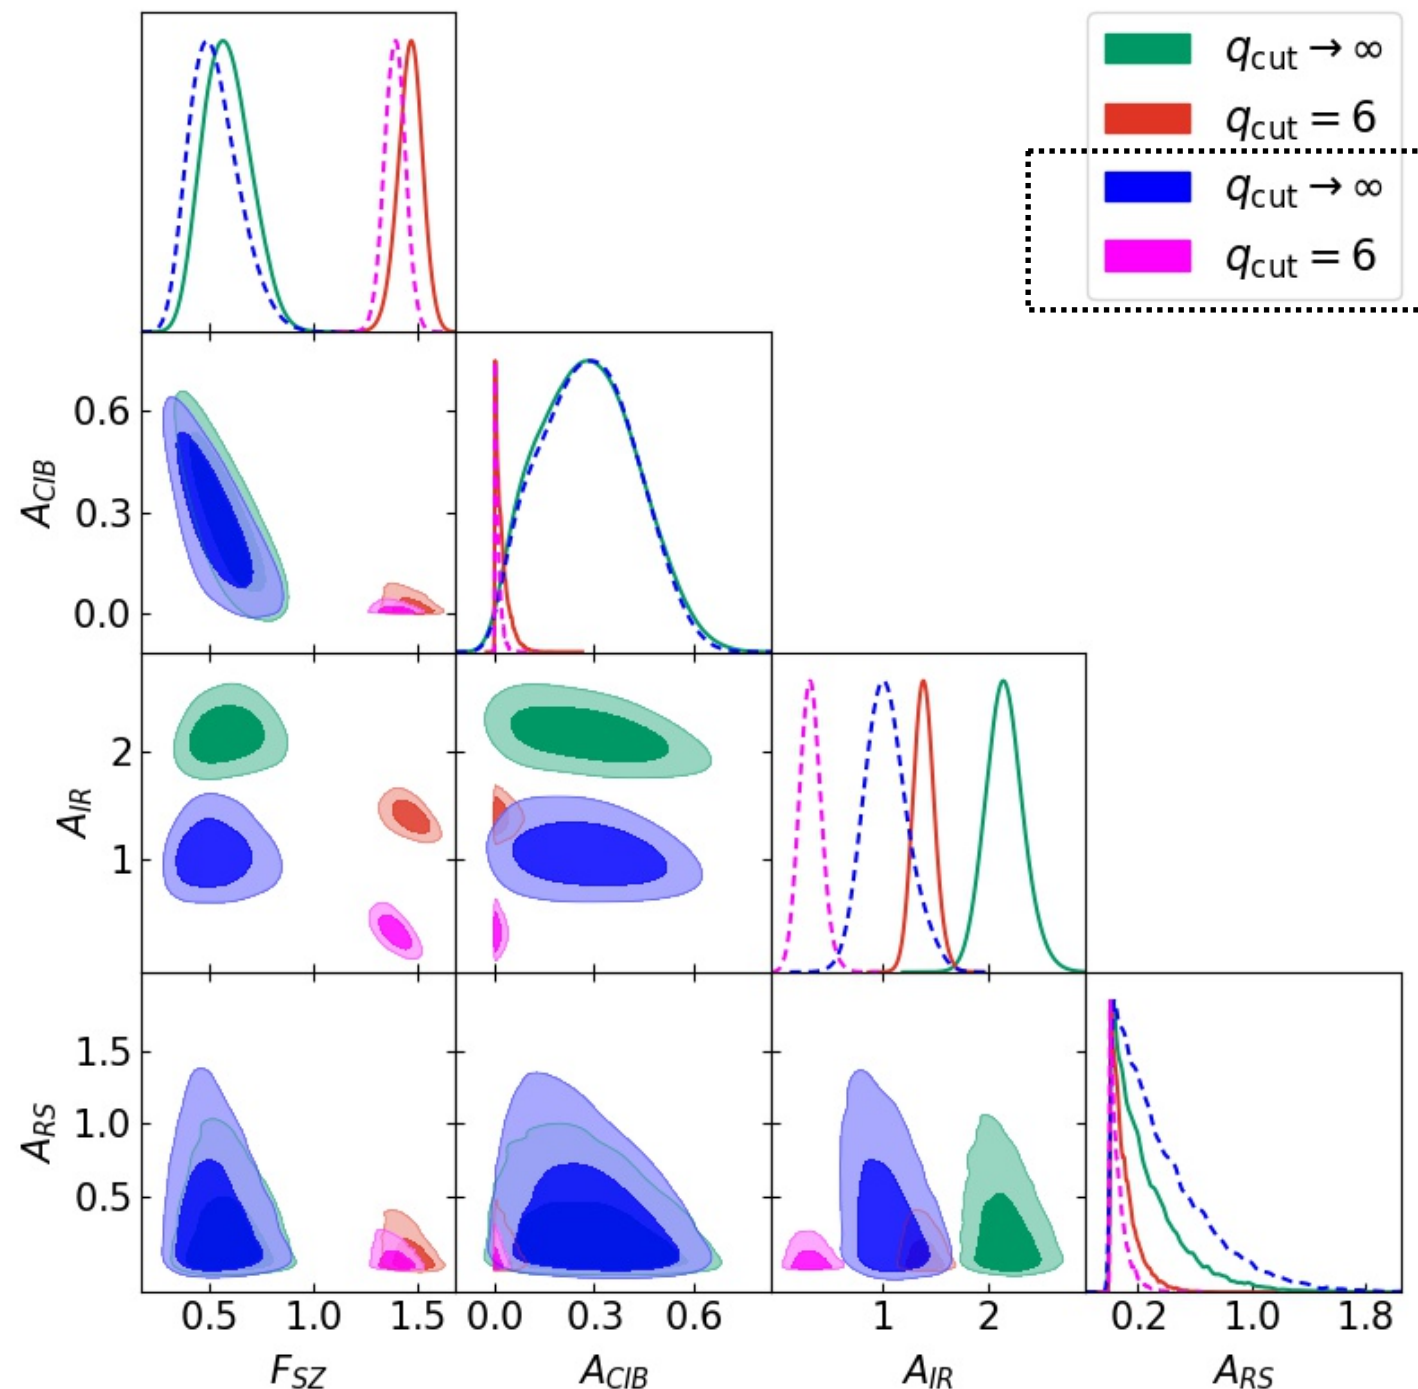 q_cut → ∞
q_cut = 6
q_cut → ∞
q_cut = 6
0.6
0.3
0.0
A_CIB
2
1
A_IR
1.5
1.0
0.5
A_RS
0.5 1.0 1.5 0.0 0.3 0.6 1 2 0.2 1.0 1.8
F_SZ A_CIB A_IR A_RS